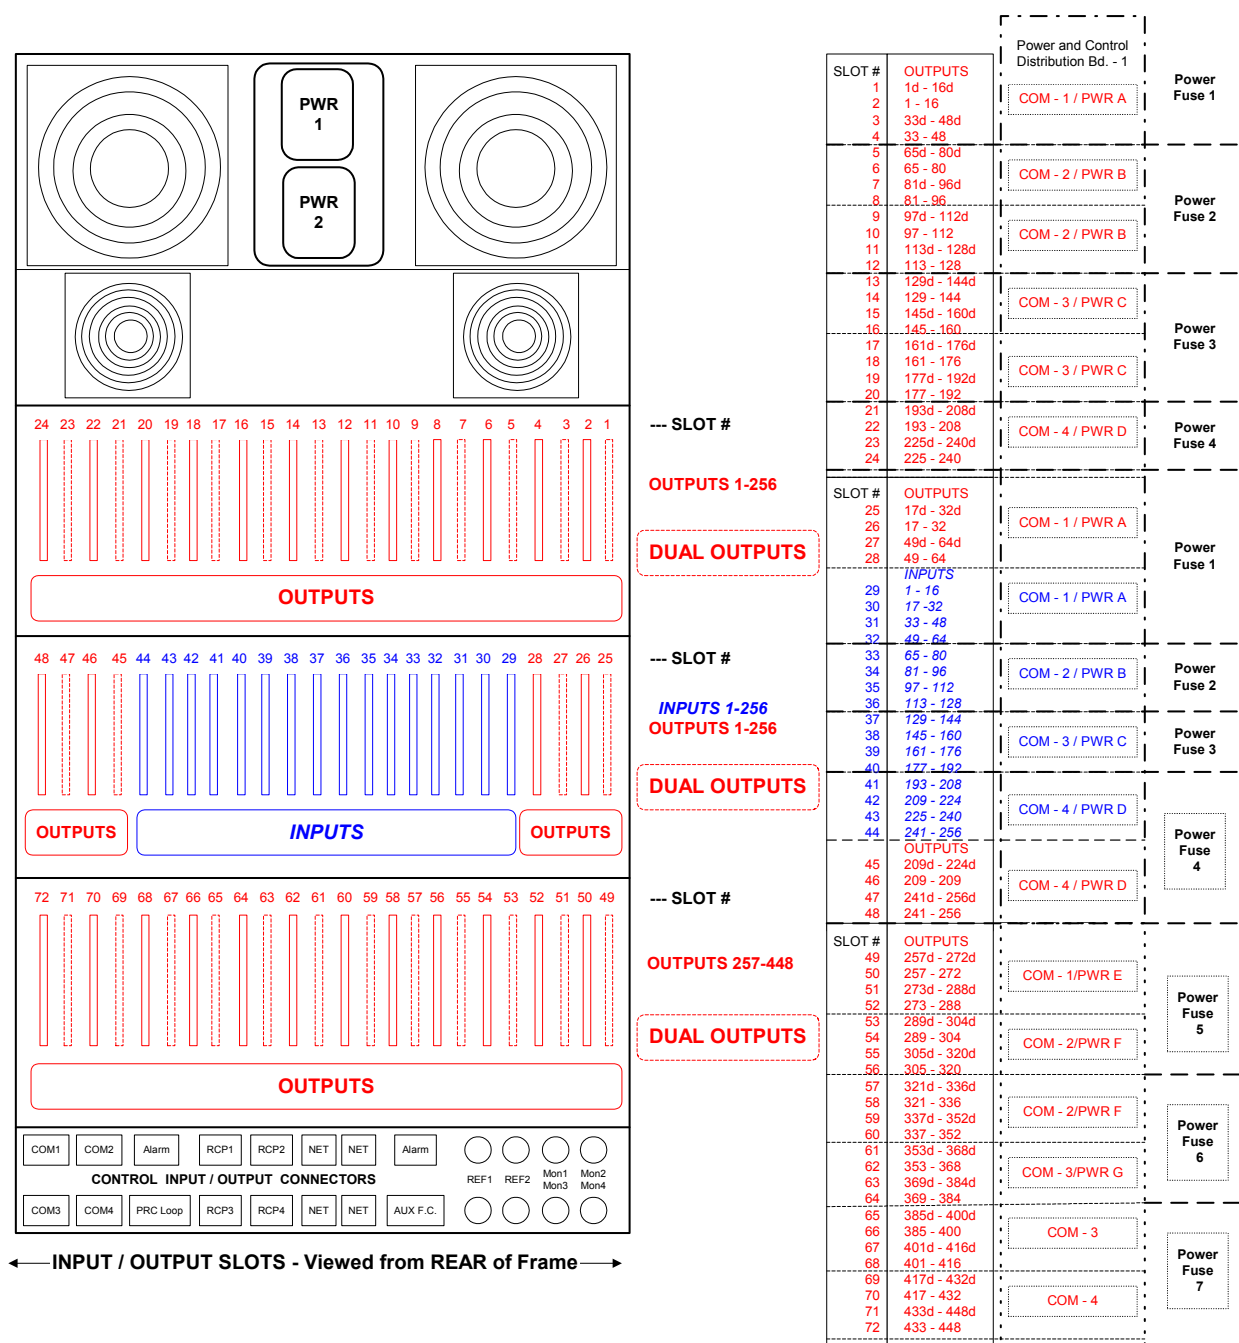 PWR
1
PWR
2
24 23 22 21 20 19 18 17 16 15 14 13 12 11 10 9 8 7 6 5 4 3 2 1
--- SLOT #
OUTPUTS 1-256
DUAL OUTPUTS
OUTPUTS
48 47 46 45 44 43 42 41 40 39 38 37 36 35 34 33 32 31 30 29 28 27 26 25
--- SLOT #
INPUTS 1-256
OUTPUTS 1-256
DUAL OUTPUTS
OUTPUTS INPUTS OUTPUTS
72 71 70 69 68 67 66 65 64 63 62 61 60 59 58 57 56 55 54 53 52 51 50 49
--- SLOT #
OUTPUTS 257-448
DUAL OUTPUTS
OUTPUTS
COM1 COM2 Alarm RCP1 RCP2 NET NET Alarm
CONTROL INPUT / OUTPUT CONNECTORS
REF1 REF2 Mon1 Mon2
Mon3 Mon4
COM3 COM4 PRC Loop RCP3 RCP4 NET NET AUX F.C.
INPUT / OUTPUT SLOTS - Viewed from REAR of Frame
Power and Control
Distribution Bd. - 1
SLOT # OUTPUTS
1 1d - 16d
2 1 - 16
3 33d - 48d
4 33 - 48
COM - 1 / PWR A
Power
Fuse 1
5 65d - 80d
6 65 - 80
7 81d - 96d
8 81 - 96
COM - 2 / PWR B
9 97d - 112d
10 97 - 112
11 113d - 128d
12 113 - 128
COM - 2 / PWR B
Power
Fuse 2
13 129d - 144d
14 129 - 144
15 145d - 160d
16 145 - 160
COM - 3 / PWR C
17 161d - 176d
18 161 - 176
19 177d - 192d
20 177 - 192
COM - 3 / PWR C
Power
Fuse 3
21 193d - 208d
22 193 - 208
23 225d - 240d
24 225 - 240
COM - 4 / PWR D
Power
Fuse 4
SLOT # OUTPUTS
25 17d - 32d
26 17 - 32
27 49d - 64d
28 49 - 64
COM - 1 / PWR A
INPUTS
29 1 - 16
30 17 -32
31 33 - 48
32 49 - 64
COM - 1 / PWR A
Power
Fuse 1
33 65 - 80
34 81 - 96
35 97 - 112
36 113 - 128
COM - 2 / PWR B
Power
Fuse 2
37 129 - 144
38 145 - 160
39 161 - 176
40 177 - 192
COM - 3 / PWR C
Power
Fuse 3
41 193 - 208
42 209 - 224
43 225 - 240
44 241 - 256
COM - 4 / PWR D
OUTPUTS
45 209d - 224d
46 209 - 209
47 241d - 256d
48 241 - 256
COM - 4 / PWR D
Power
Fuse
4
SLOT # OUTPUTS
49 257d - 272d
50 257 - 272
51 273d - 288d
52 273 - 288
COM - 1/PWR E
53 289d - 304d
54 289 - 304
55 305d - 320d
56 305 - 320
COM - 2/PWR F
Power
Fuse
5
57 321d - 336d
58 321 - 336
59 337d - 352d
60 337 - 352
COM - 2/PWR F
61 353d - 368d
62 353 - 368
63 369d - 384d
64 369 - 384
COM - 3/PWR G
Power
Fuse
6
65 385d - 400d
66 385 - 400
67 401d - 416d
68 401 - 416
COM - 3
69 417d - 432d
70 417 - 432
71 433d - 448d
72 433 - 448
COM - 4
Power
Fuse
7